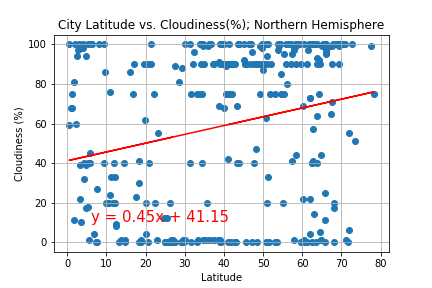 City Latitude vs. Cloudiness(%); Northern Hemisphere
100
80
60
40
20
0
Cloudiness (%)
y = 0.45x + 41.15
0 10 20 30 40 50 60 70 80
Latitude